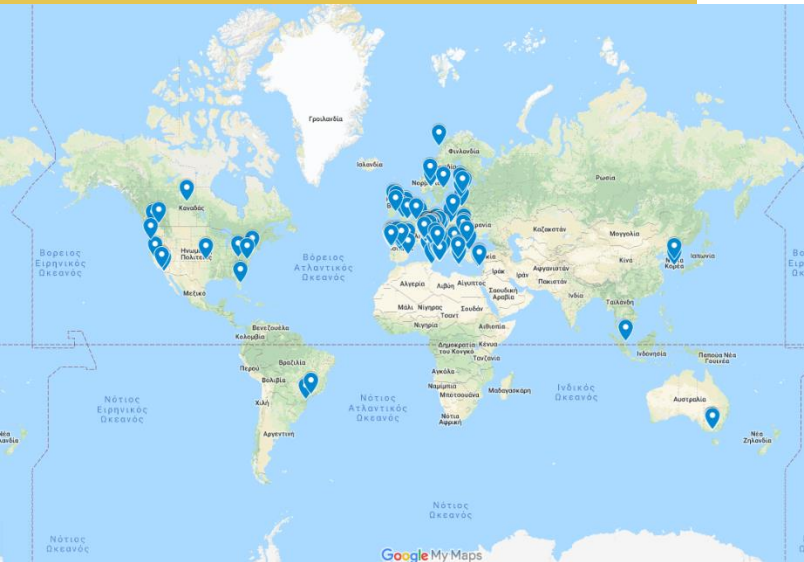 Γροιλανδία
Ισλανδία
Φινλανδία
Ρωσία
Καναδάς
Καζακστάν
Μογγολία
Βόρειος
Ειρηνικός
Ωκεανός
Βόρειος
Ατλαντικός
Ωκεανός
Κίνα
Κορέα
Ιαπωνία
Ιράκ
Ιράν
Αφγανιστάν
Πακιστάν
Αλγερία
Λιβύη
Αίγυπτος
Σαουδική
Αραβία
Ινδία
Μεξικό
Μάλι
Νίγηρας
Τσαντ
Σουδάν
Ταϊλάνδη
Νιγηρία
Αιθιοπία
Βενεζουέλα
Κολομβία
Δημοκρατία
του Κονγκό
Κένυα
Τανζανία
Ινδονησία
Παπούα Νέα
Γουινέα
Περού
Βραζιλία
Βολιβία
Αγκόλα
Ναμίμπια
Μποτσουάνα
Μαδαγασκάρη
Νότιος
Ειρηνικός
Ωκεανός
Χιλή
Νότιος
Ατλαντικός
Ωκεανός
Ινδικός
Ωκεανός
Αυστραλία
Νότια
Αφρική
Αργεντινή
Νέα
Ζηλανδία
Νότιος
Ωκεανός
Νότιος
Ωκεανός
Google My Maps